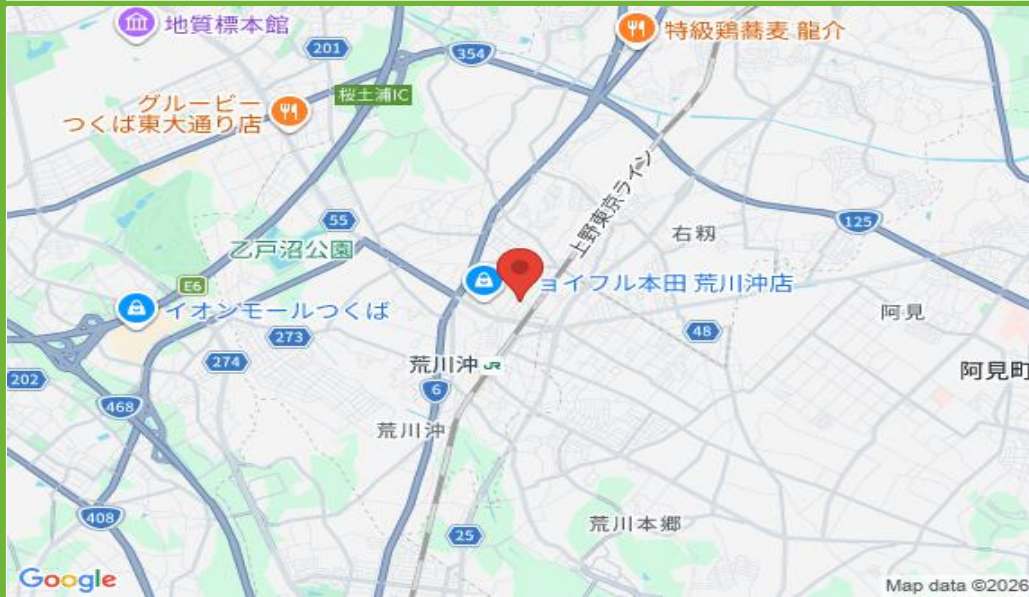 地質標本館
201
354
特級鶏蕎麦 龍介
グルービー
つくば東大通り店
桜土浦IC
上野東京ライン
55
右籾
125
乙戸沼公園
E6
ョイフル本田 荒川沖店
イオンモールつくば
阿見
273
48
274
荒川沖 JR
阿見町
202
6
468
荒川沖
408
25
荒川本郷
Google
Map data ©2026